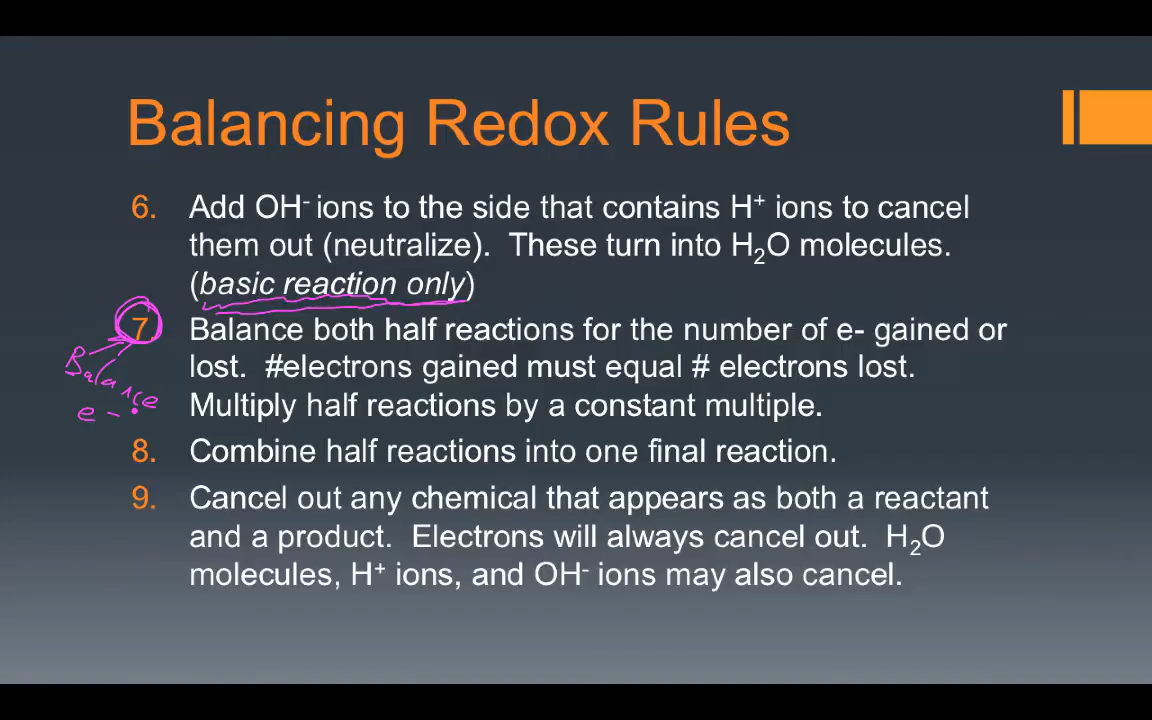 Balancing Redox Rules
6. Add OH⁻ ions to the side that contains H⁺ ions to cancel
them out (neutralize). These turn into H₂O molecules.
(basic reaction only)
7 Balance both half reactions for the number of e- gained or
lost. #electrons gained must equal # electrons lost.
Multiply half reactions by a constant multiple.
Balance
e-
8. Combine half reactions into one final reaction.
9. Cancel out any chemical that appears as both a reactant
and a product. Electrons will always cancel out. H₂O
molecules, H⁺ ions, and OH⁻ ions may also cancel.